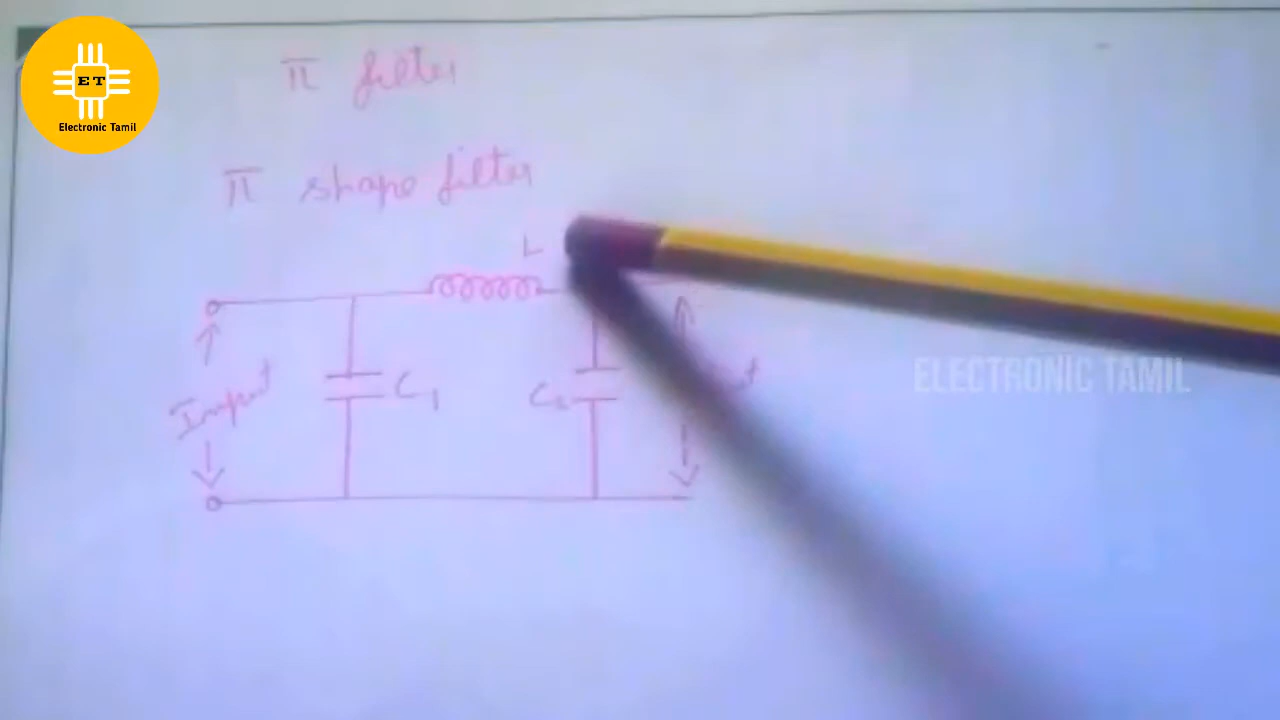 π filter
ET
Electronic Tamil
π shape filter
L
ELECTRONIC TAMIL
Input
C1
C2